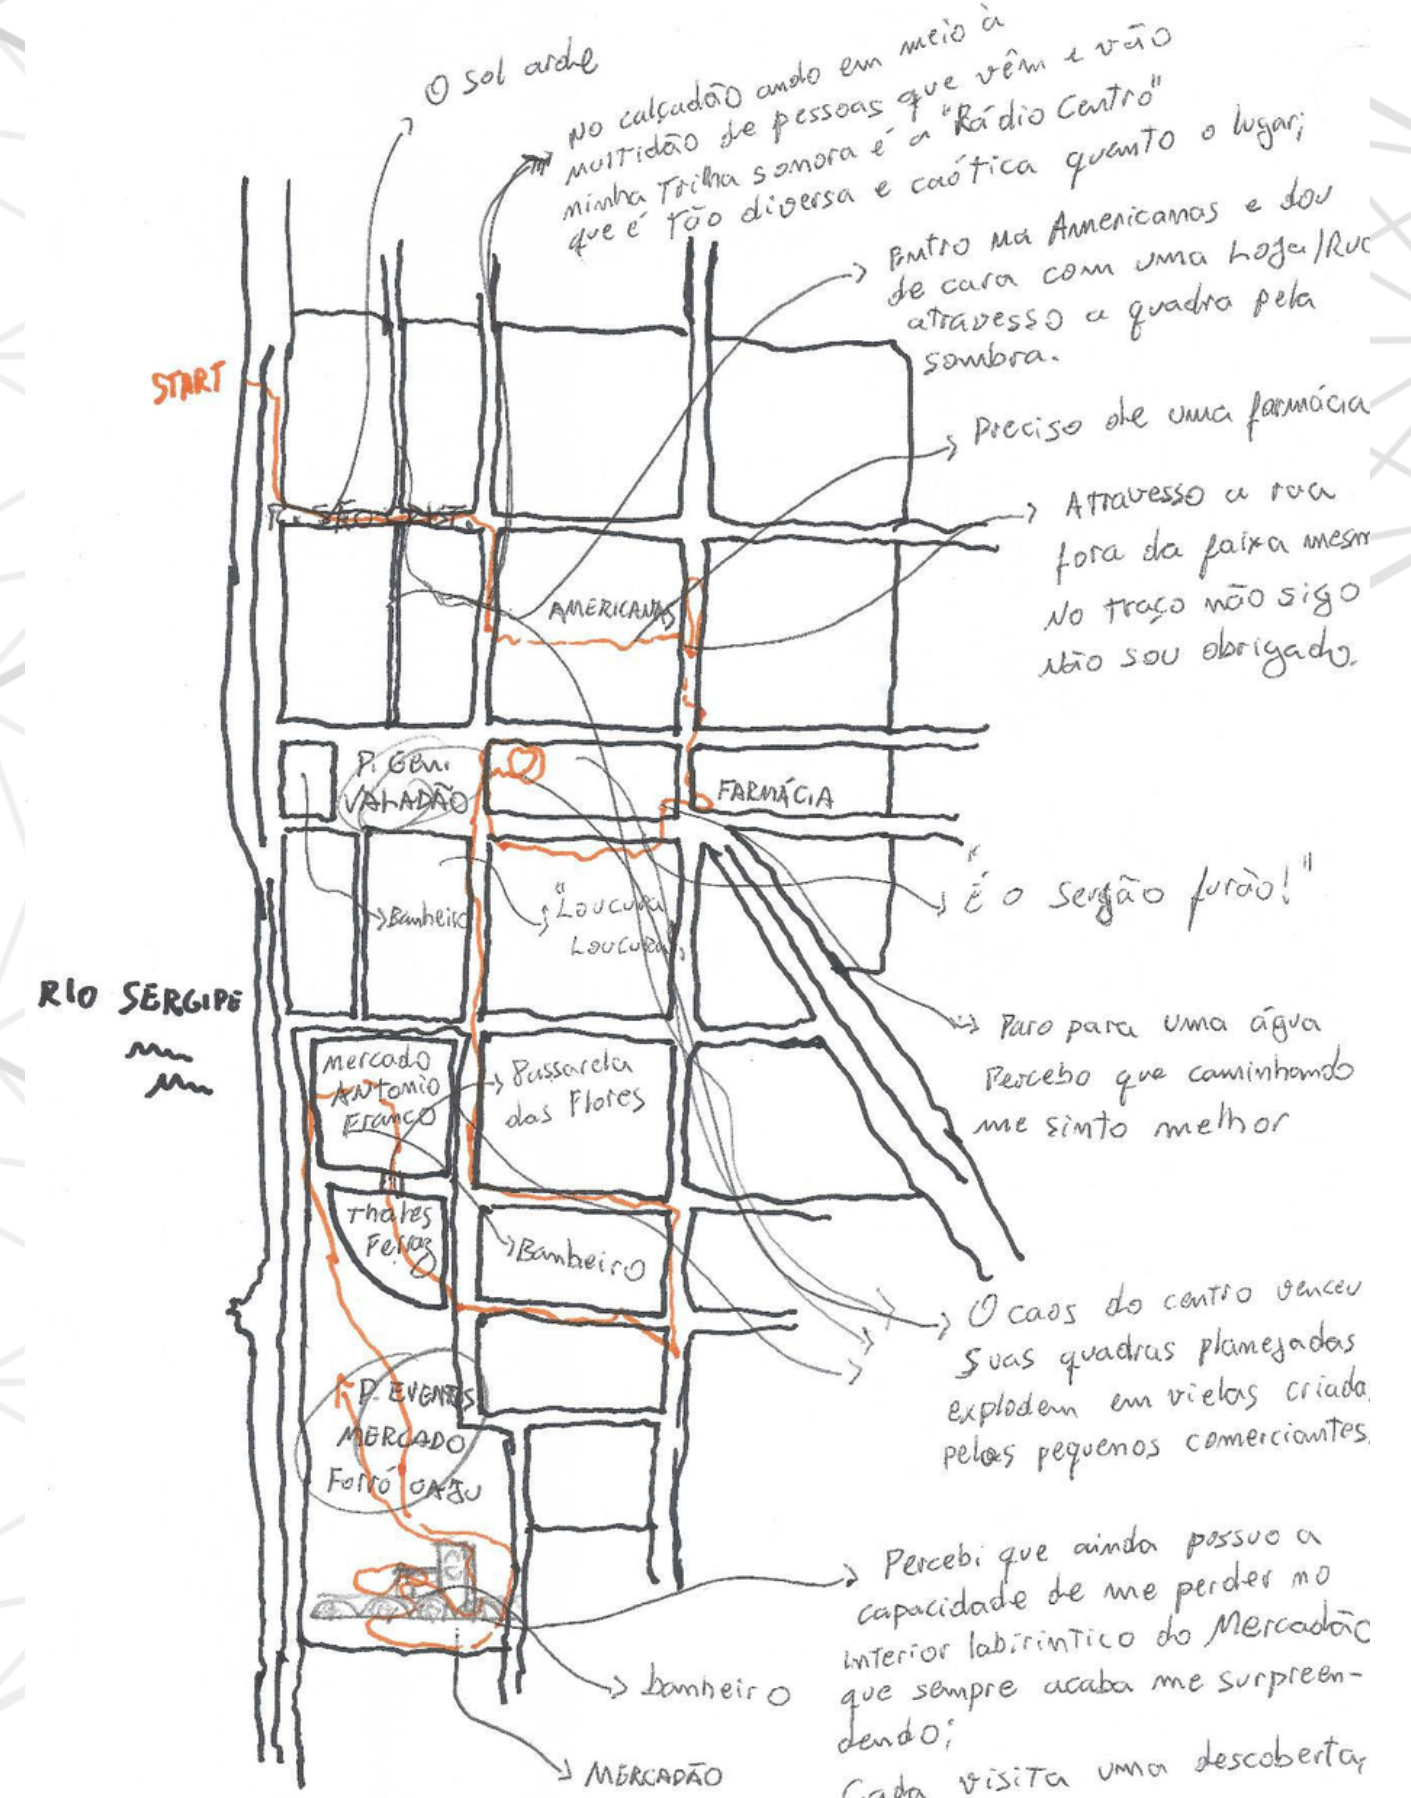 O sol arde
No calçadão ando em meio à
multidão de pessoas que vêm e vão
minha trilha sonora é a "Rádio Centro"
que é tão diversa e caótica quanto o lugar;
Entro na Americanas e dou
de cara com uma Loja/Rua
atravesso a quadra pela
sombra.
START
Preciso de uma farmácia
Atravesso a rua
fora da faixa mesm
No traço não sigo
Não sou obrigado.
AMERICANAS
P. Geni.
VALADÃO
FARMÁCIA
"É o Sergão furão!"
Banheiro
"Loucura
Loucura,
RIO SERGIPE
Paro para uma água
Percebo que caminhando
me sinto melhor
Mercado
ANTONIO
FRANCO
Passarela
das Flores
Thales
Ferraz
Banheiro
O caos do centro venceu
suas quadras planejadas
explodem em vielas criada
pelos pequenos comerciantes.
P. EVENTOS
MERCADO
Forró CAJU
Percebi que ainda possuo a
capacidade de me perder no
interior labiríntico do Mercadão
que sempre acaba me surpreen-
dendo;
Cada visita uma descoberta,
banheiro
MERCADÃO